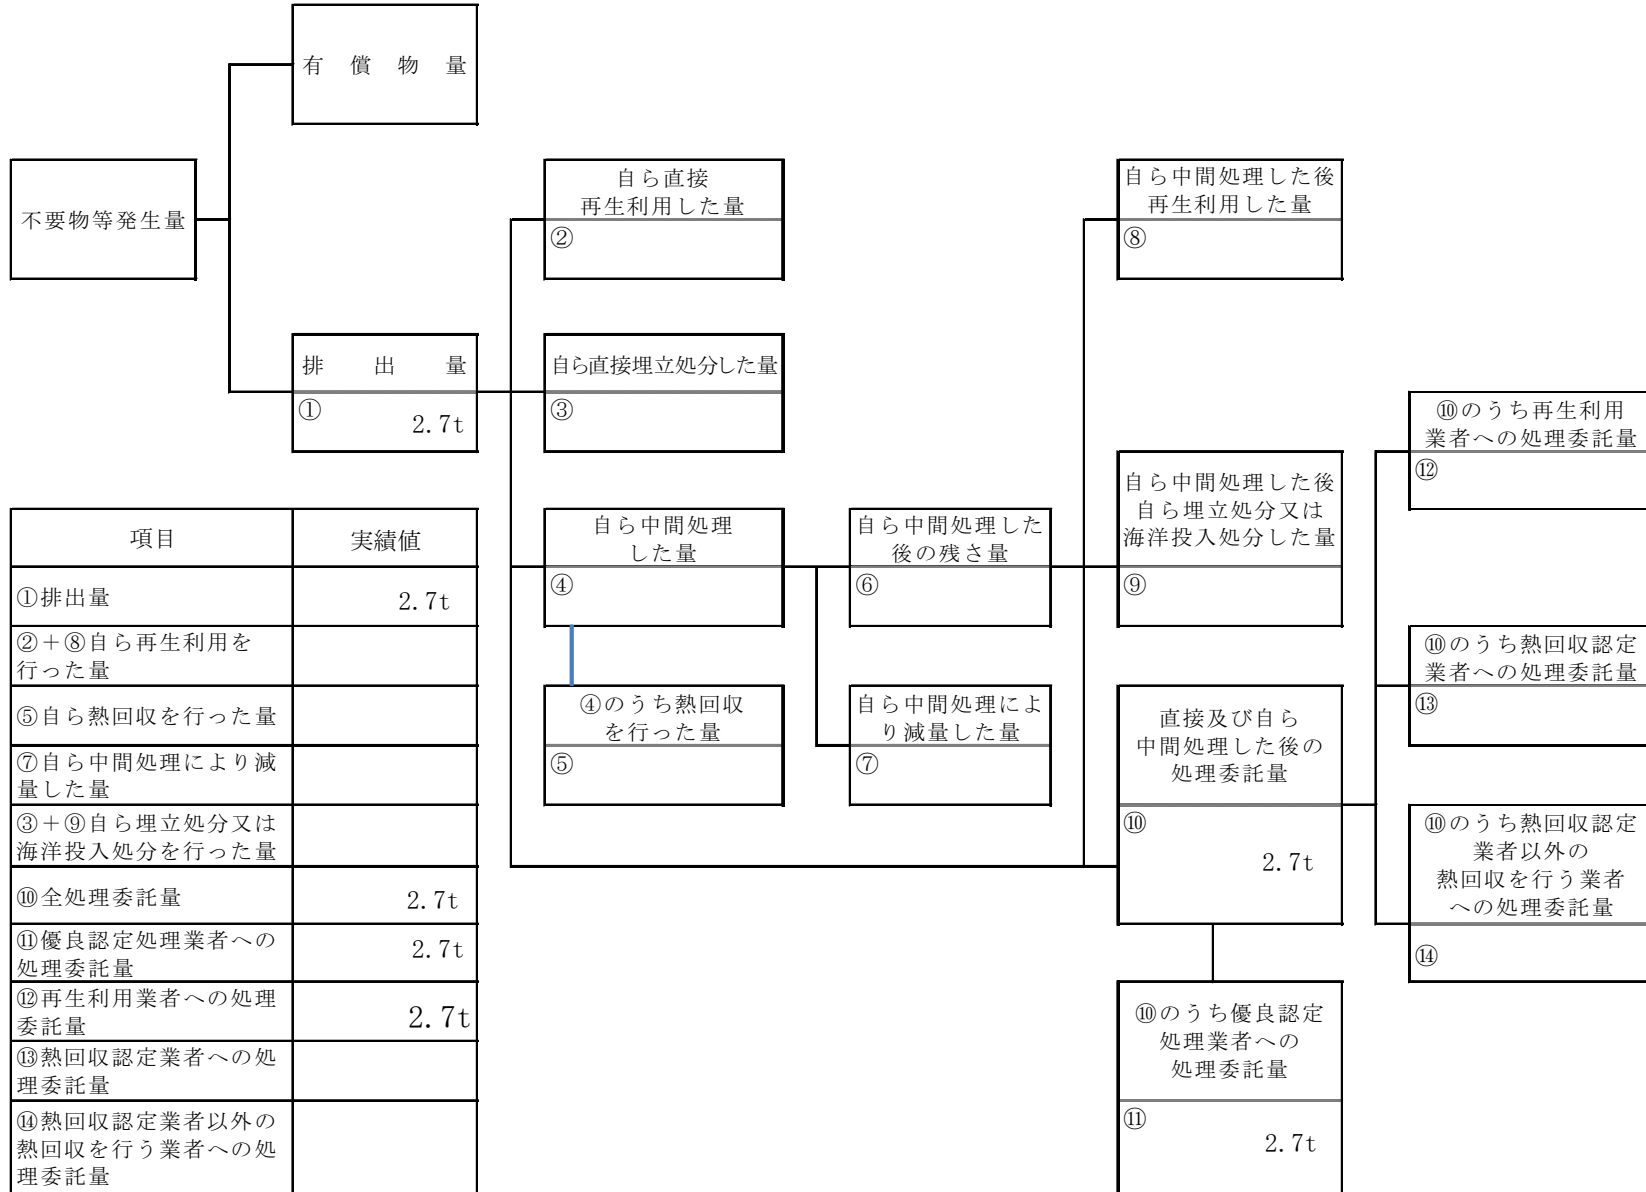 有償物量
不要物等発生量
自ら直接
再生利用した量
②
自ら中間処理した後
再生利用した量
⑧
排出量
①
2.7t
自ら直接埋立処分した量
③
⑩のうち再生利用
業者への処理委託量
⑫
自ら中間処理した後
自ら埋立処分又は
海洋投入処分した量
⑨
自ら中間処理
した量
④
自ら中間処理した
後の残さ量
⑥
⑩のうち熱回収認定
業者への処理委託量
⑬
④のうち熱回収
を行った量
⑤
自ら中間処理によ
り減量した量
⑦
直接及び自ら
中間処理した後の
処理委託量
⑩
2.7t
⑩のうち熱回収認定
業者以外の
熱回収を行う業者
への処理委託量
⑭
⑩のうち優良認定
処理業者への
処理委託量
⑪
2.7t
項目 実績値
①排出量 2.7t
②+⑧自ら再生利用を
行った量
⑤自ら熱回収を行った量
⑦自ら中間処理により減
量した量
③+⑨自ら埋立処分又は
海洋投入処分を行った量
⑩全処理委託量 2.7t
⑪優良認定処理業者への
処理委託量 2.7t
⑫再生利用業者への処理
委託量 2.7t
⑬熱回収認定業者への処
理委託量
⑭熱回収認定業者以外の
熱回収を行う業者への処
理委託量